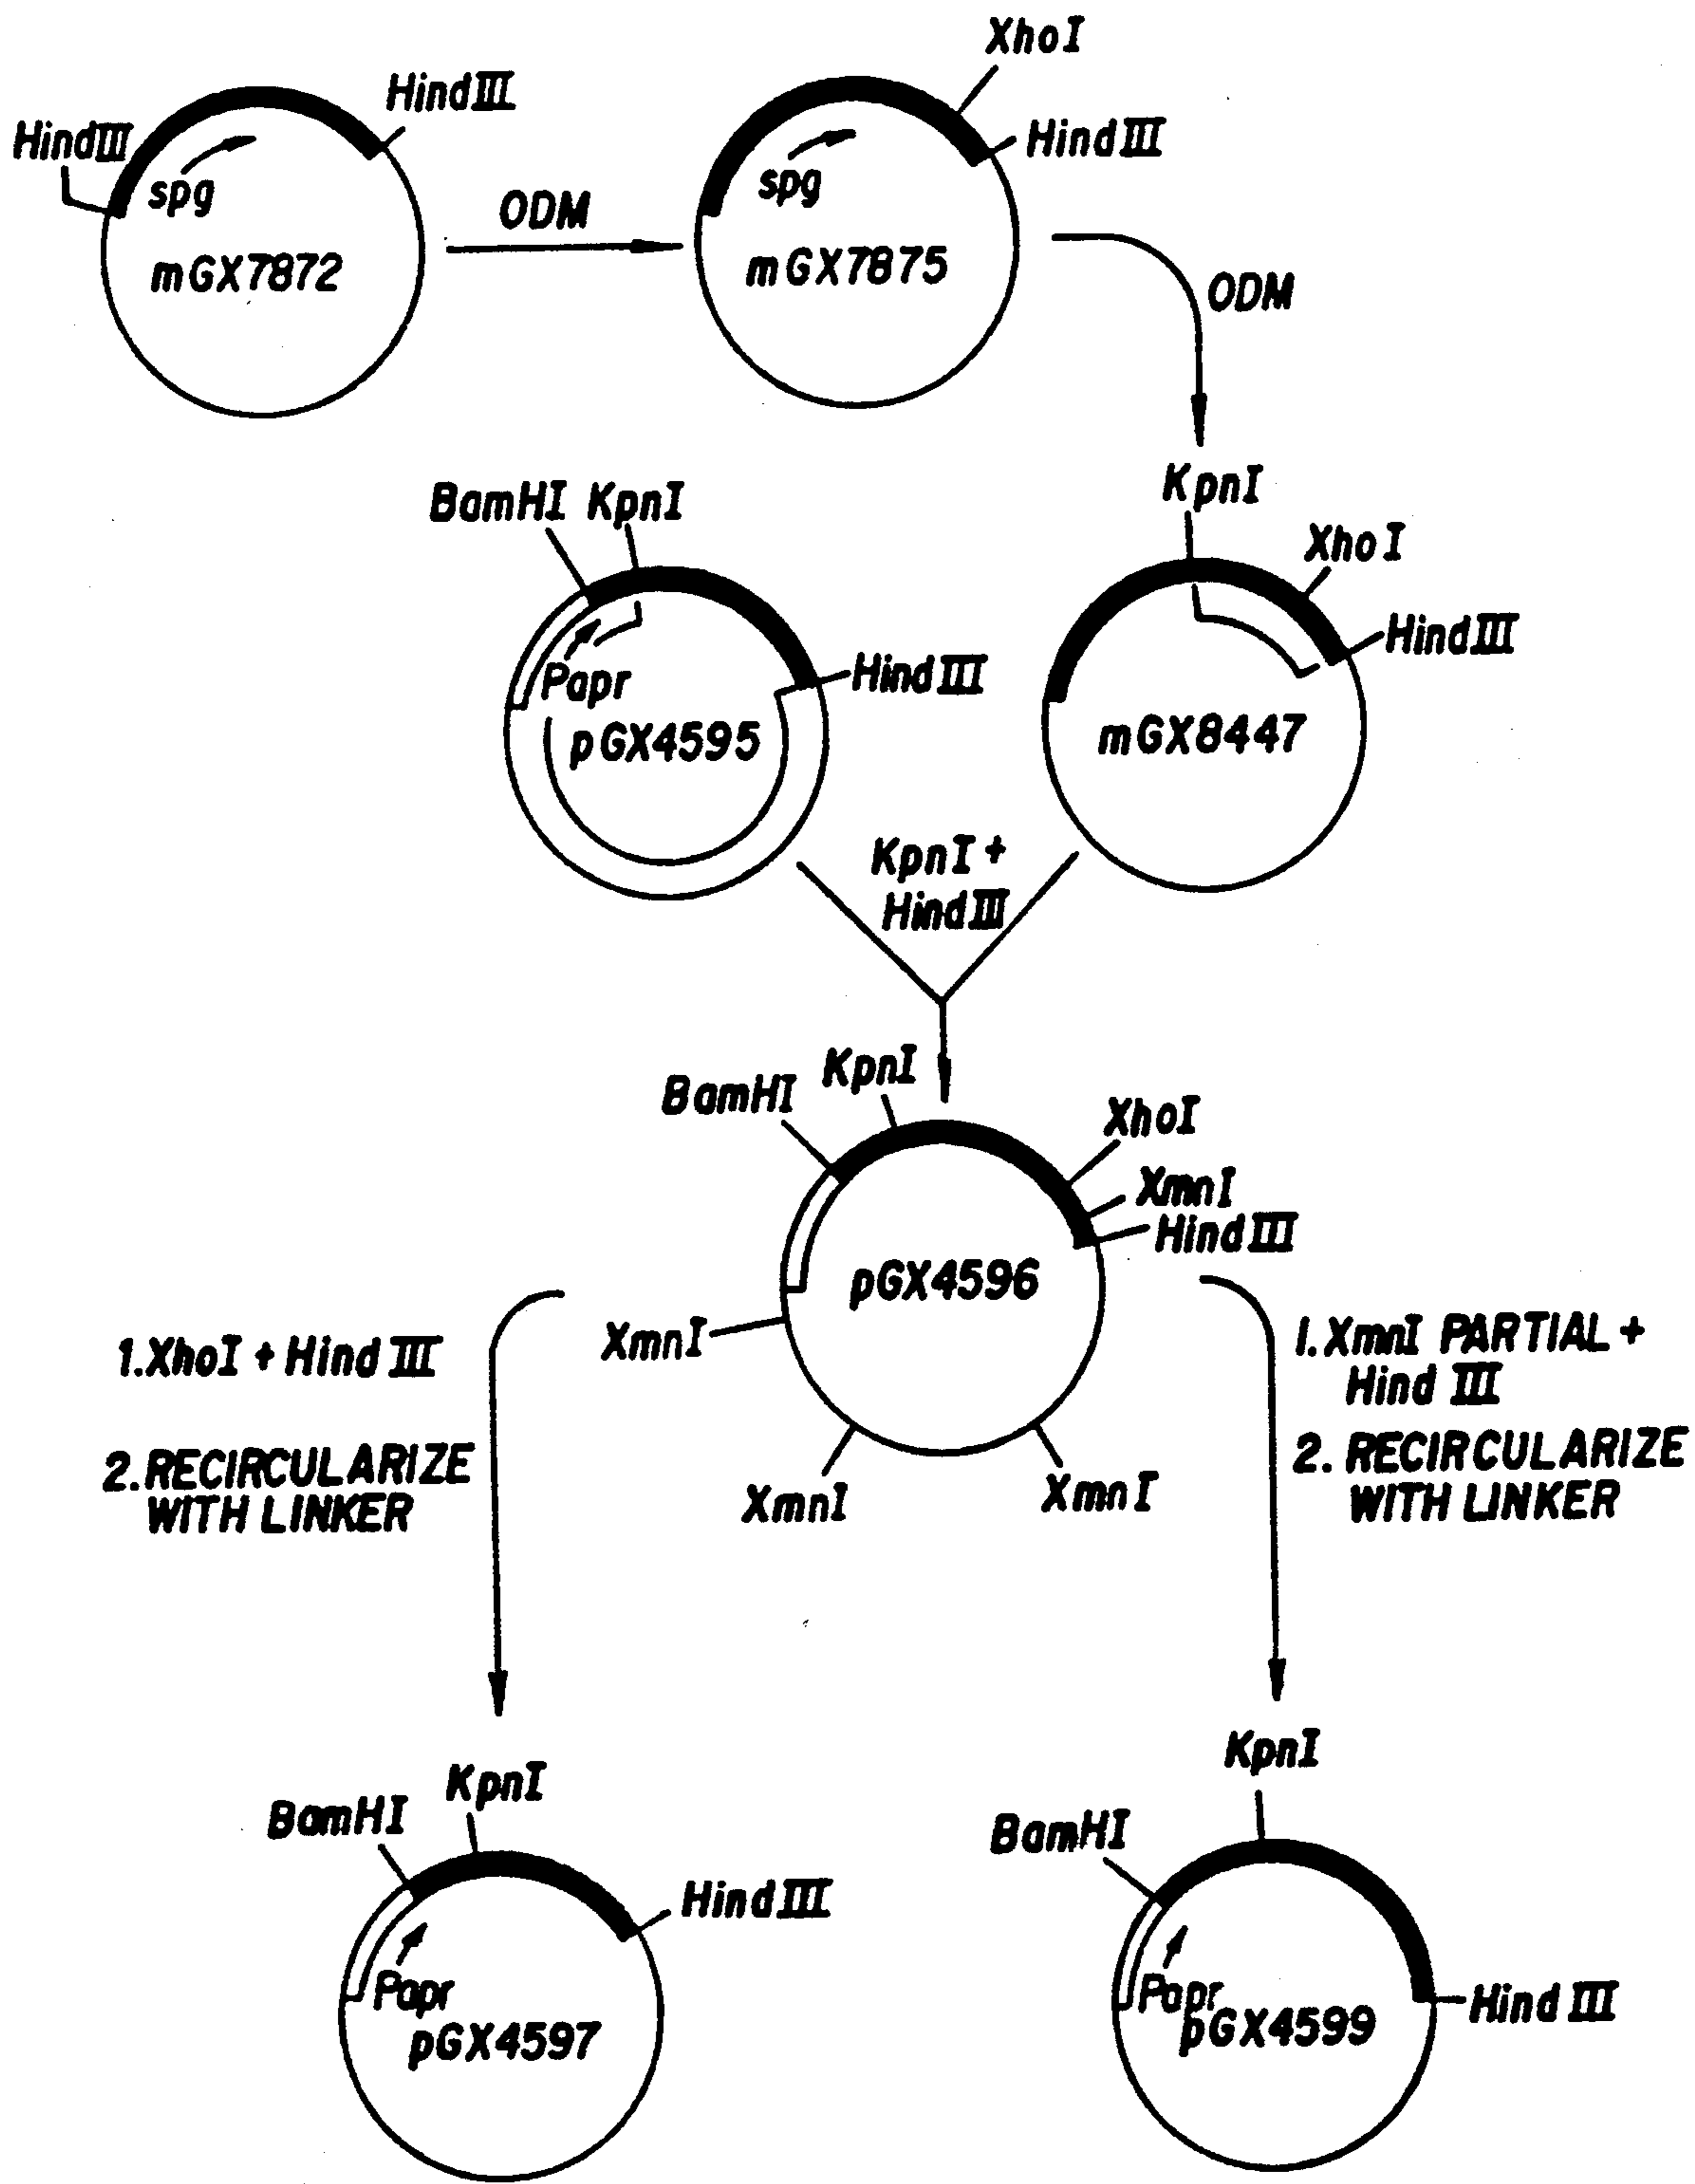 XhoI
HindIII
HindIII
HindIII
spg
spg
ODM
mGX7872
mGX7875
ODM
KpnI
BamHI KpnI
XhoI
HindIII
Papr
HindIII
pGX4595
mGX8447
KpnI +
HindIII
KpnI
BamHI
XhoI
XmnI
HindIII
pGX4596
XmnI
1. XhoI + Hind III
1. XmnI PARTIAL +
Hind III
2. RECIRCULARIZE
WITH LINKER
2. RECIRCULARIZE
WITH LINKER
XmnI
XmnI
KpnI
KpnI
BamHI
BamHI
HindIII
Papr
pGX4597
Papr
pGX4599
Hind III